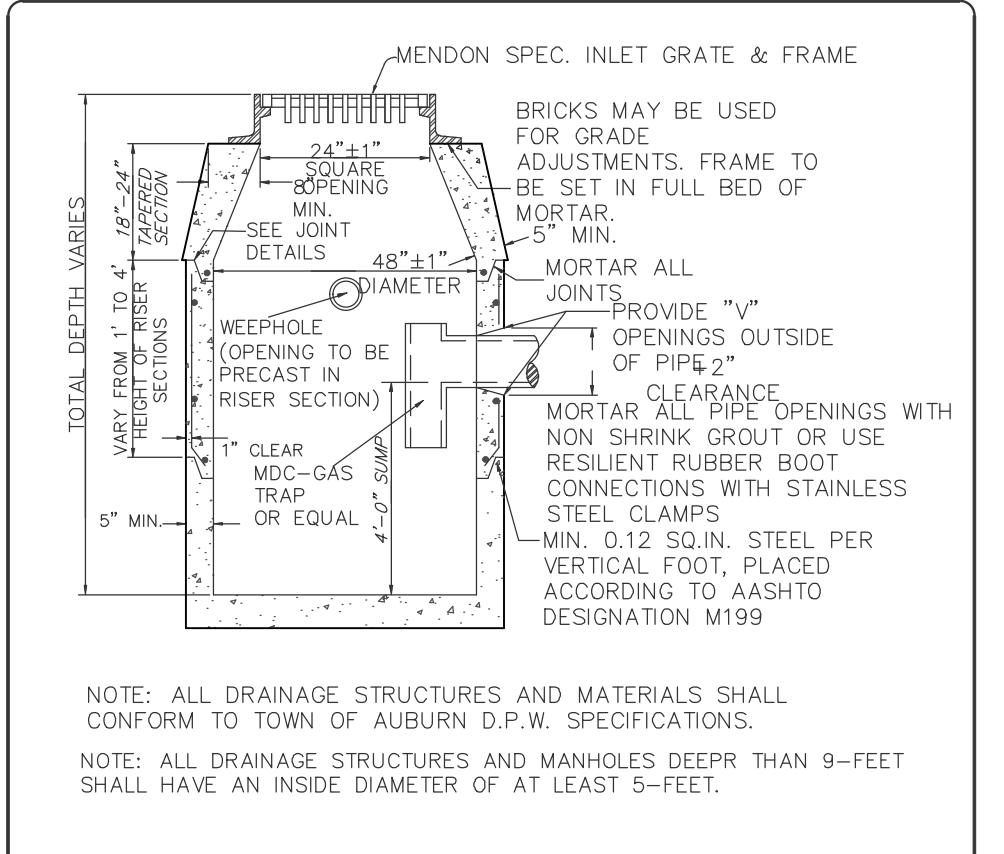 MENDON SPEC. INLET GRATE & FRAME
BRICKS MAY BE USED
FOR GRADE
ADJUSTMENTS. FRAME TO
BE SET IN FULL BED OF
MORTAR.
24"±1"
SQUARE
OPENING
8"
MIN.
18"-24"
TAPERED
SECTION
SEE JOINT
DETAILS
5" MIN.
48"±1"
DIAMETER
MORTAR ALL
JOINTS
TOTAL DEPTH VARIES
VARY FROM 1' TO 4'
HEIGHT OF RISER
SECTIONS
WEEPHOLE
(OPENING TO BE
PRECAST IN
RISER SECTION)
PROVIDE "V"
OPENINGS OUTSIDE
OF PIPE
+2"
CLEARANCE
1" CLEAR
MDC-GAS
TRAP
OR EQUAL
4'-0" SUMP
5" MIN.
MORTAR ALL PIPE OPENINGS WITH
NON SHRINK GROUT OR USE
RESILIENT RUBBER BOOT
CONNECTIONS WITH STAINLESS
STEEL CLAMPS
MIN. 0.12 SQ.IN. STEEL PER
VERTICAL FOOT, PLACED
ACCORDING TO AASHTO
DESIGNATION M199
NOTE: ALL DRAINAGE STRUCTURES AND MATERIALS SHALL
CONFORM TO TOWN OF AUBURN D.P.W. SPECIFICATIONS.
NOTE: ALL DRAINAGE STRUCTURES AND MANHOLES DEEPR THAN 9-FEET
SHALL HAVE AN INSIDE DIAMETER OF AT LEAST 5-FEET.